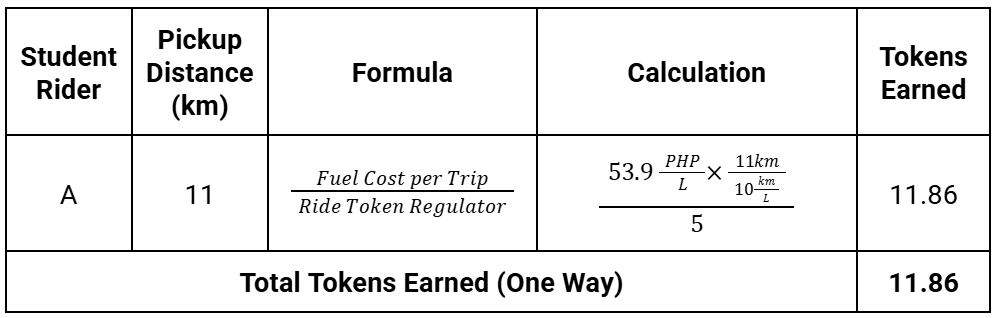 Student Rider
Pickup Distance (km)
Formula
Calculation
Tokens Earned
A
11
Fuel Cost per Trip
Ride Token Regulator
53.9 PHP/L × 11km / 10 km/L
5
11.86
Total Tokens Earned (One Way)
11.86